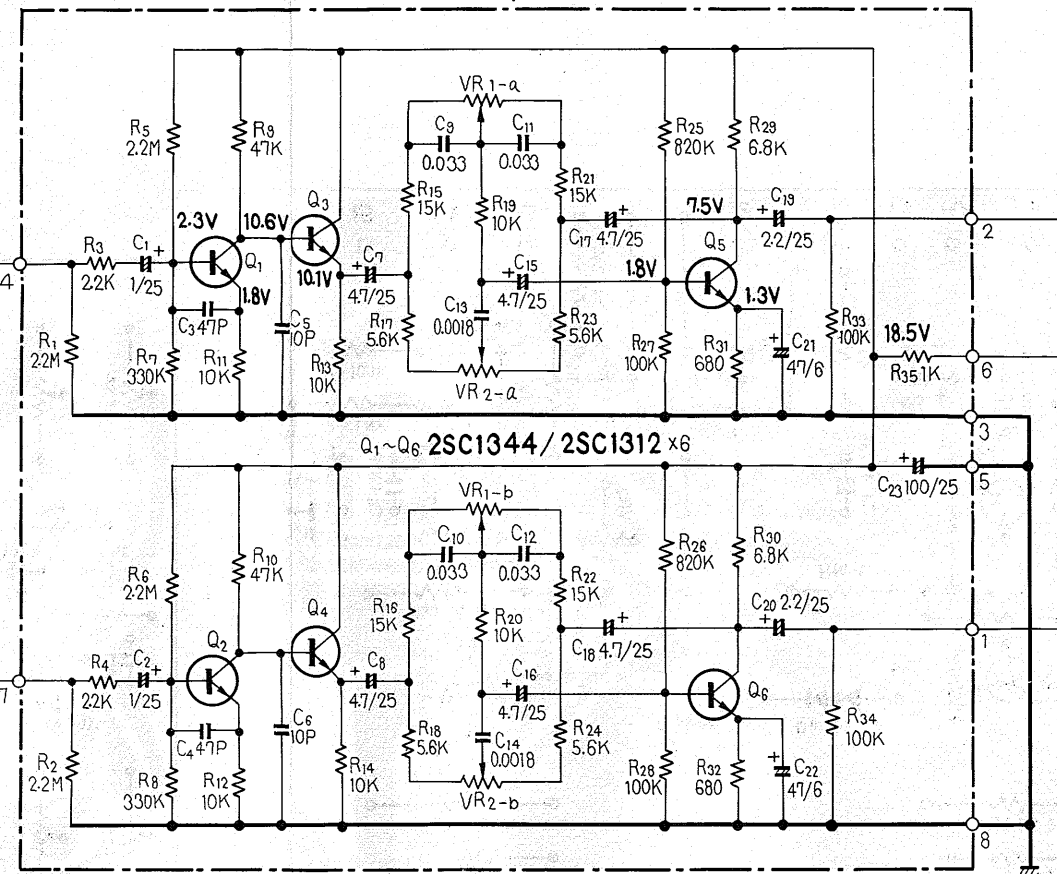 VR1-a
R5
2.2M
R9
47K
C9
0.033
C11
0.033
R25
820K
R29
6.8K
R15
15K
R19
10K
R21
15K
Q3
2.3V
10.6V
7.5V
C19
2.2/25
2
C17 4.7/25
R3
2.2K
C1
1/25
Q1
10.1V
C7
4.7/25
C15
4.7/25
Q5
1.8V
4
1.8V
1.3V
C3 47P
C5
10P
R17
5.6K
C13
0.0018
R23
5.6K
R33
100K
18.5V
R1
2.2M
R7
330K
R11
10K
R13
10K
R27
100K
R31
680
C21
47/6
R35 1K
6
VR2-a
3
Q1~Q6 2SC1344 / 2SC1312 ×6
C23 100/25
5
VR1-b
R6
2.2M
R10
47K
C10
0.033
C12
0.033
R26
820K
R30
6.8K
R16
15K
R20
10K
R22
15K
C20 2.2/25
Q4
Q2
C18 4.7/25
1
7
R4
2.2K
C2
1/25
C8
4.7/25
C16
4.7/25
Q6
C4 47P
C6
10P
R18
5.6K
C14
0.0018
R24
5.6K
R34
100K
R2
2.2M
R8
330K
R12
10K
R14
10K
R28
100K
R32
680
C22
47/6
VR2-b
8